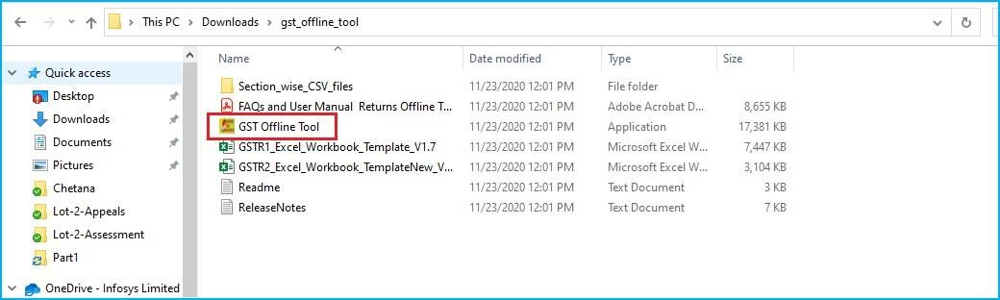 This PC > Downloads > gst_offline_tool
Name Date modified Type Size
Quick access
Desktop
Downloads
Documents
Pictures
Chetana
Lot-2-Appeals
Lot-2-Assessment
Part1
OneDrive - Infosys Limited
Section_wise_CSV_files 11/23/2020 12:01 PM File folder
FAQs and User Manual Returns Offline T... 11/23/2020 12:01 PM Adobe Acrobat D... 8,655 KB
GST Offline Tool 11/23/2020 12:01 PM Application 17,381 KB
GSTR1_Excel_Workbook_Template_V1.7 11/23/2020 12:01 PM Microsoft Excel W... 7,447 KB
GSTR2_Excel_Workbook_TemplateNew_V... 11/23/2020 12:01 PM Microsoft Excel W... 3,104 KB
Readme 11/23/2020 12:01 PM Text Document 3 KB
ReleaseNotes 11/23/2020 12:01 PM Text Document 7 KB